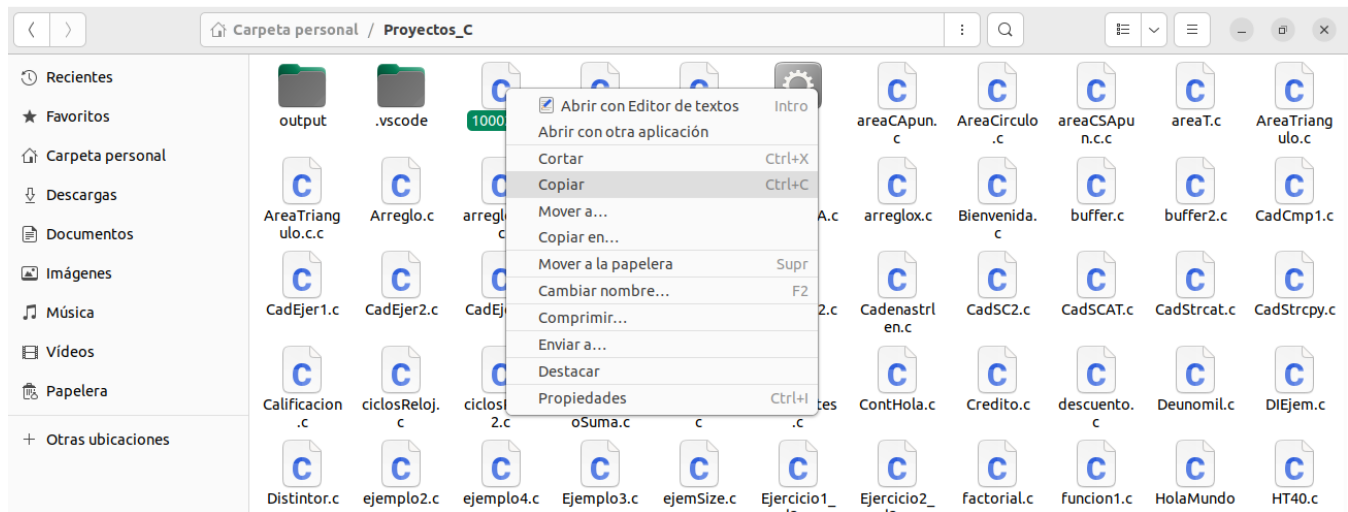 Carpeta personal / Proyectos_C
Recientes
Favoritos
Carpeta personal
Descargas
Documentos
Imágenes
Música
Vídeos
Papelera
Otras ubicaciones
output
.vscode
areaCApun.
c
AreaCirculo
.c
areaCSApu
n.c.c
areaT.c
AreaTriang
ulo.c
Abrir con Editor de textos Intro
Abrir con otra aplicación
Cortar Ctrl+X
Copiar Ctrl+C
Mover a...
Copiar en...
Mover a la papelera Supr
Cambiar nombre... F2
Comprimir...
Enviar a...
Destacar
Propiedades Ctrl+I
AreaTriang
ulo.c.c
Arreglo.c
arreglox.c
Bienvenida.
c
buffer.c
buffer2.c
CadCmp1.c
CadEjer1.c
CadEjer2.c
Cadenastrl
en.c
CadSC2.c
CadSCAT.c
CadStrcat.c
CadStrcpy.c
Calificacion
.c
ciclosReloj.
c
2.c
oSuma.c
c
.c
ContHola.c
Credito.c
descuento.
c
Deunomil.c
DIEjem.c
Distintor.c
ejemplo2.c
ejemplo4.c
Ejemplo3.c
ejemSize.c
Ejercicio1_
Ejercicio2_
factorial.c
funcion1.c
HolaMundo
HT40.c